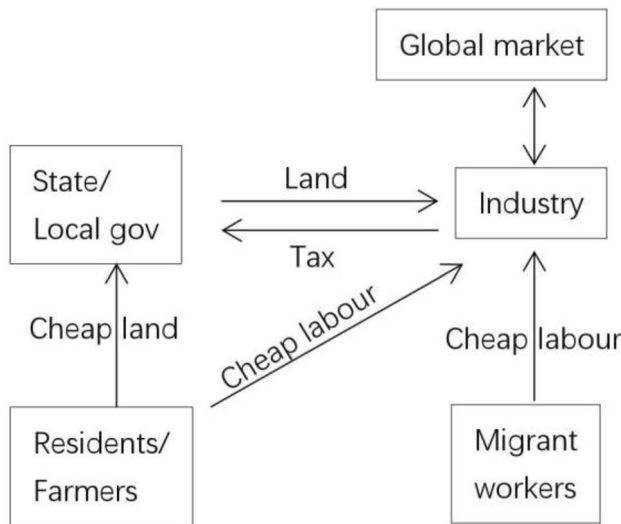 Global market
State/
Local gov
Land
Industry
Tax
Cheap land
Cheap labour
Cheap labour
Residents/
Farmers
Migrant
workers